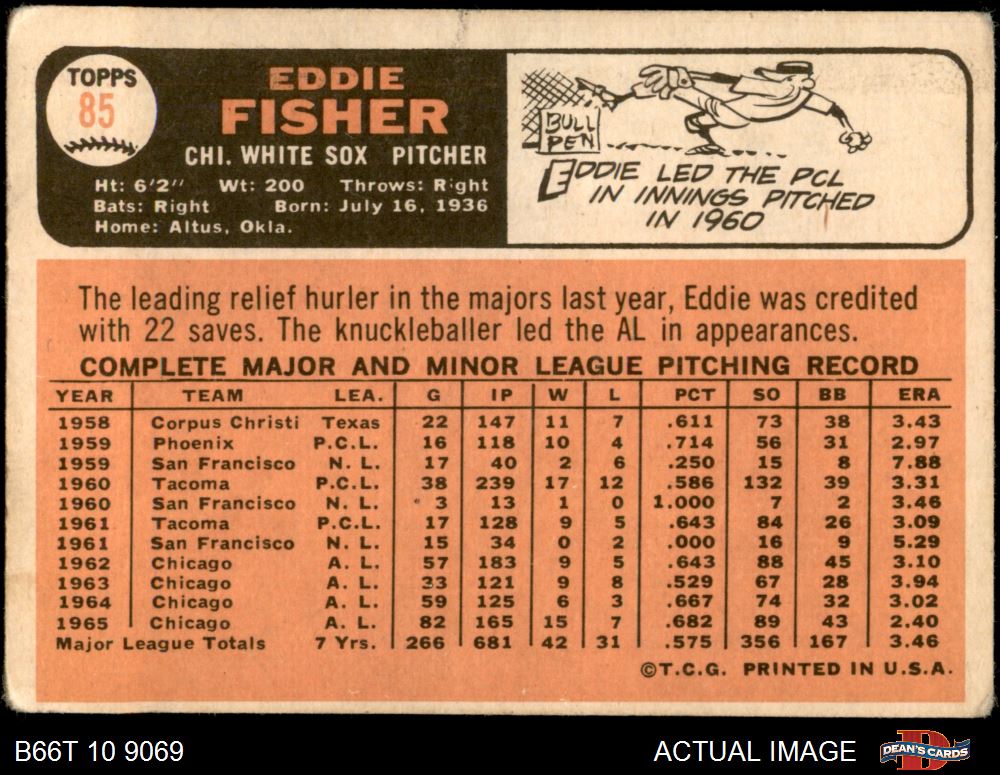 TOPPS
85
EDDIE
FISHER
CHI. WHITE SOX PITCHER
Ht: 6'2" Wt: 200 Throws: Right
Bats: Right Born: July 16, 1936
Home: Altus, Okla.
BULL
PEN
EDDIE LED THE PCL
IN INNINGS PITCHED
IN 1960
The leading relief hurler in the majors last year, Eddie was credited
with 22 saves. The knuckleballer led the AL in appearances.
COMPLETE MAJOR AND MINOR LEAGUE PITCHING RECORD
YEAR TEAM LEA. G IP W L PCT SO BB ERA
1958 Corpus Christi Texas 22 147 11 7 .611 73 38 3.43
1959 Phoenix P.C.L. 16 118 10 4 .714 56 31 2.97
1959 San Francisco N. L. 17 40 2 6 .250 15 8 7.88
1960 Tacoma P.C.L. 38 239 17 12 .586 132 39 3.31
1960 San Francisco N. L. 3 13 1 0 1.000 7 2 3.46
1961 Tacoma P.C.L. 17 128 9 5 .643 84 26 3.09
1961 San Francisco N. L. 15 34 0 2 .000 16 9 5.29
1962 Chicago A. L. 57 183 9 5 .643 88 45 3.10
1963 Chicago A. L. 33 121 9 8 .529 67 28 3.94
1964 Chicago A. L. 59 125 6 3 .667 74 32 3.02
1965 Chicago A. L. 82 165 15 7 .682 89 43 2.40
Major League Totals 7 Yrs. 266 681 42 31 .575 356 167 3.46
©T.C.G. PRINTED IN U.S.A.
B66T 10 9069
ACTUAL IMAGE
DEAN'S CARDS